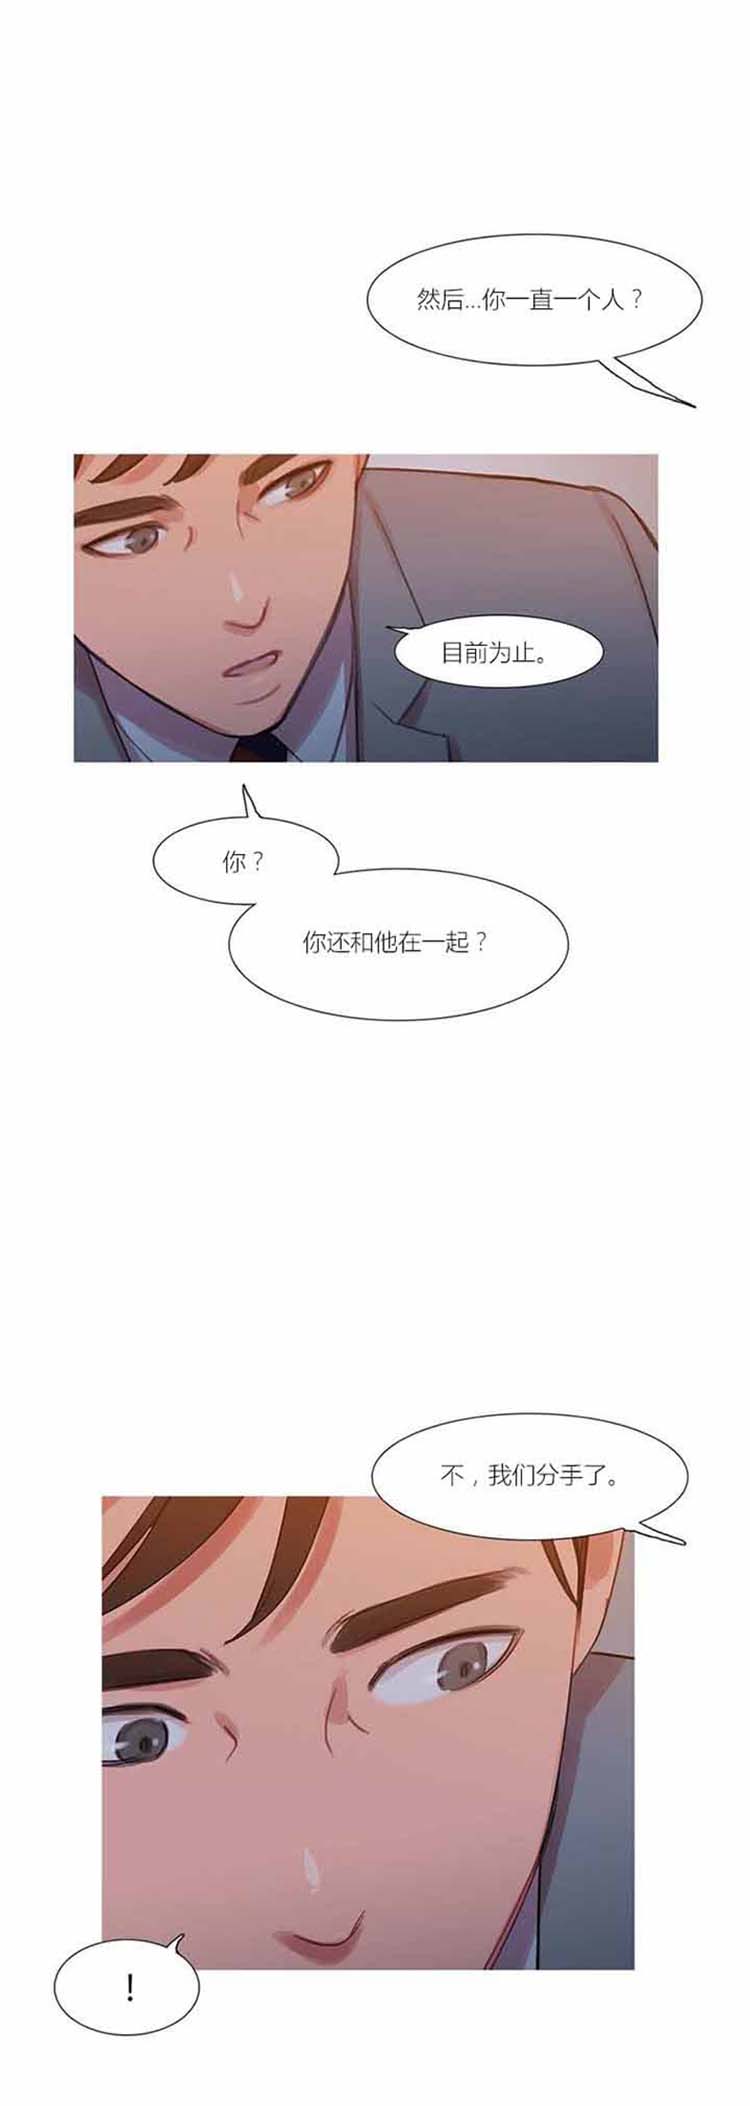 然后...你一直一个人？
目前为止。
你？
你还和他在一起？
不，我们分手了。
！